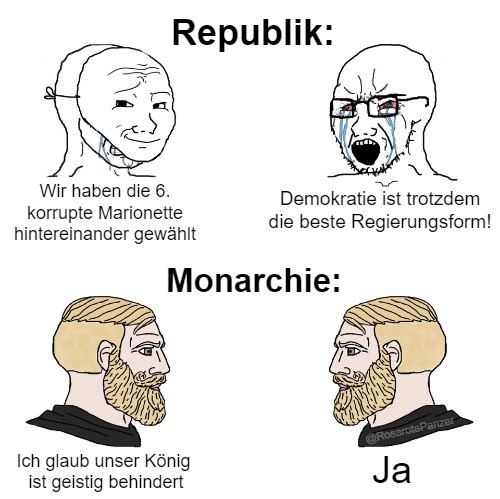 Republik:
Wir haben die 6.
korrupte Marionette
hintereinander gewählt
Demokratie ist trotzdem
die beste Regierungsform!
Monarchie:
Ich glaub unser König
ist geistig behindert
Ja
@RossrotePanzer